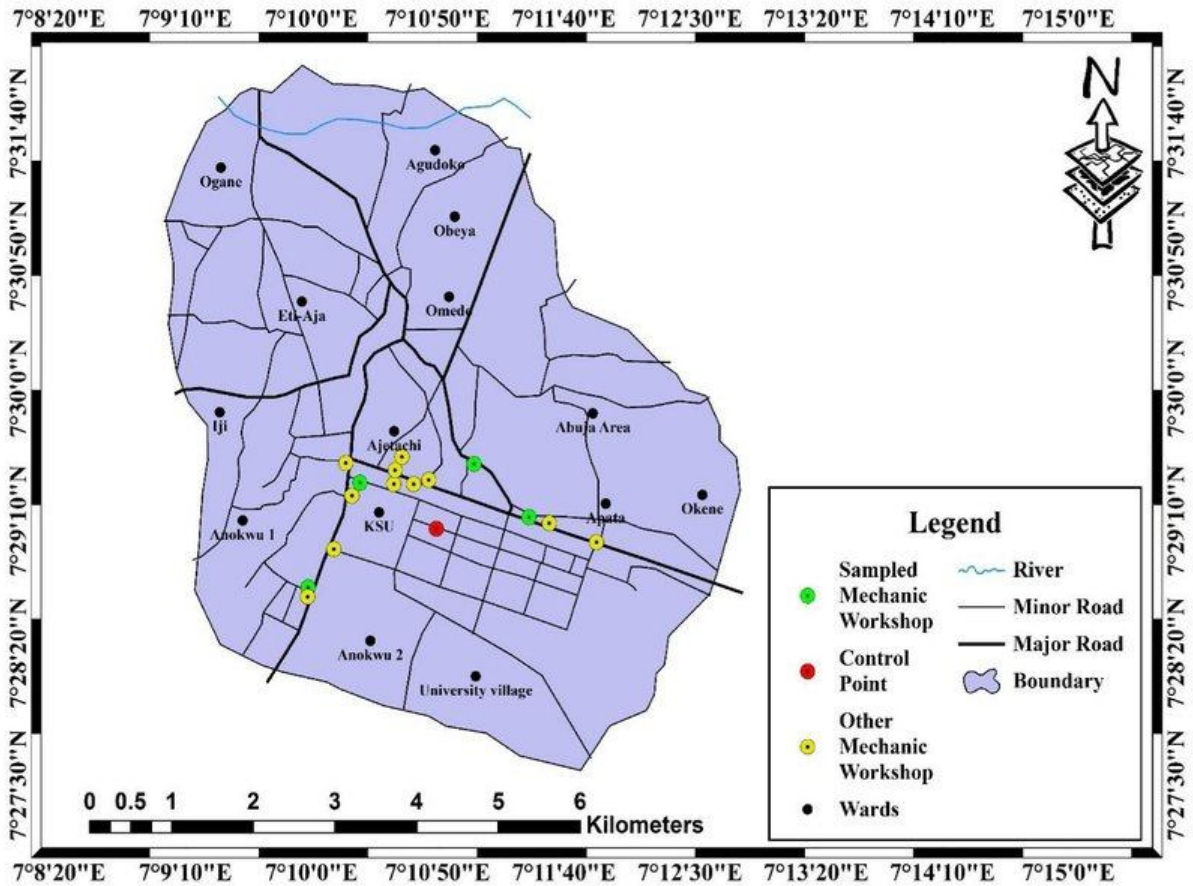 7°8'20"E 7°9'10"E 7°10'0"E 7°10'50"E 7°11'40"E 7°12'30"E 7°13'20"E 7°14'10"E 7°15'0"E
N
7°31'40"N 7°31'40"N
Agudoko
Ogane
Obeya
7°30'50"N 7°30'50"N
Omede
Eti-Aja
7°30'0"N 7°30'0"N
Iji
Abuja Area
Ajetachi
7°29'10"N 7°29'10"N
Okene
Apata
KSU
Anokwu 1
Anokwu 2
University village
7°28'20"N 7°28'20"N
7°27'30"N 7°27'30"N
Legend
Sampled
Mechanic
Workshop
Control
Point
Other
Mechanic
Workshop
Wards
River
Minor Road
Major Road
Boundary
0 0.5 1 2 3 4 5 6
Kilometers
7°8'20"E 7°9'10"E 7°10'0"E 7°10'50"E 7°11'40"E 7°12'30"E 7°13'20"E 7°14'10"E 7°15'0"E